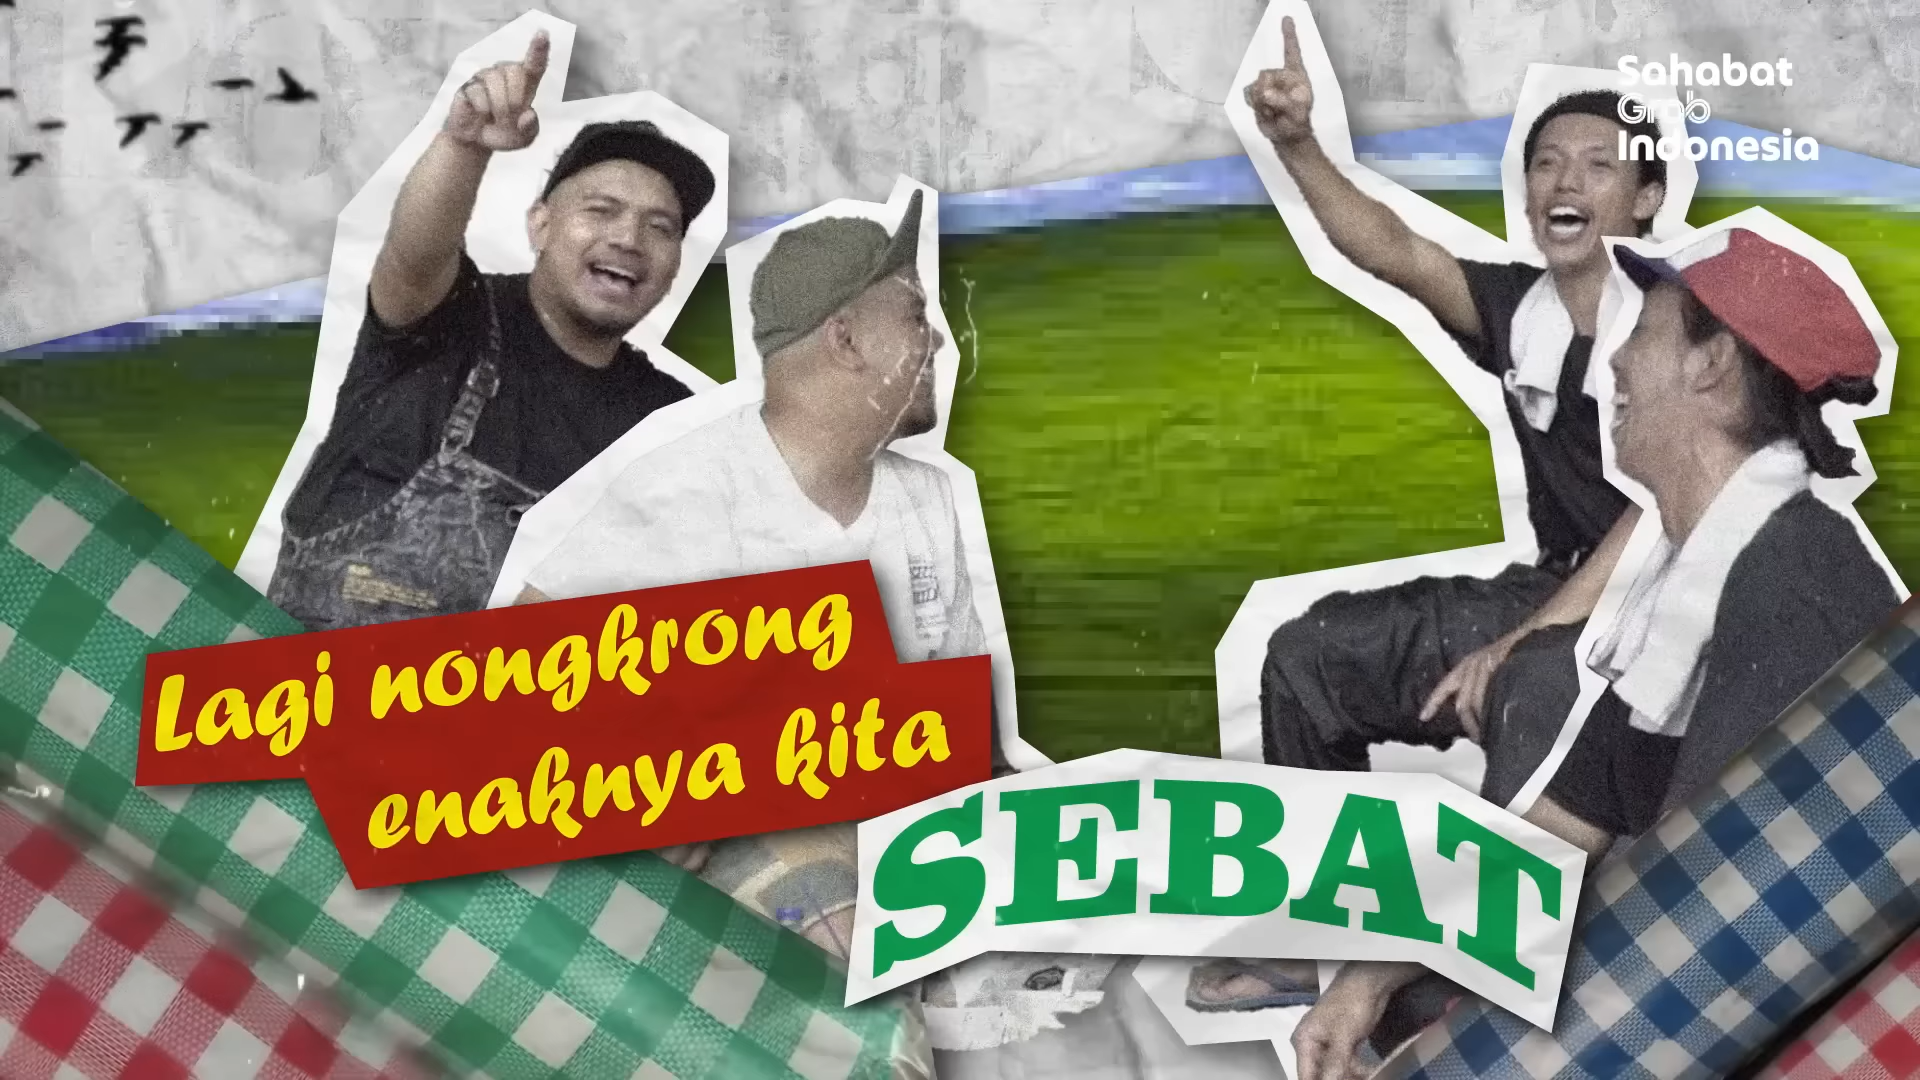 Sahabat
Grab
Indonesia
Lagi nongkrong
enaknya kita
SEBAT